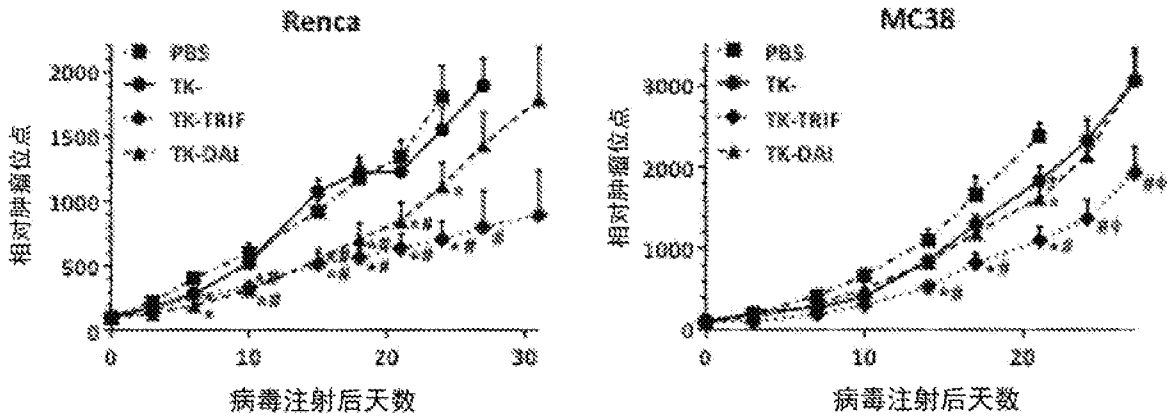 Renca
PBS
TK-
TK-TRIF
TK-DAI
相对肿瘤位点
2000
1500
1000
500
0
0
10
20
30
病毒注射后天数
MC38
PBS
TK-
TK-TRIF
TK-DAI
相对肿瘤位点
3000
2000
1000
0
0
10
20
病毒注射后天数